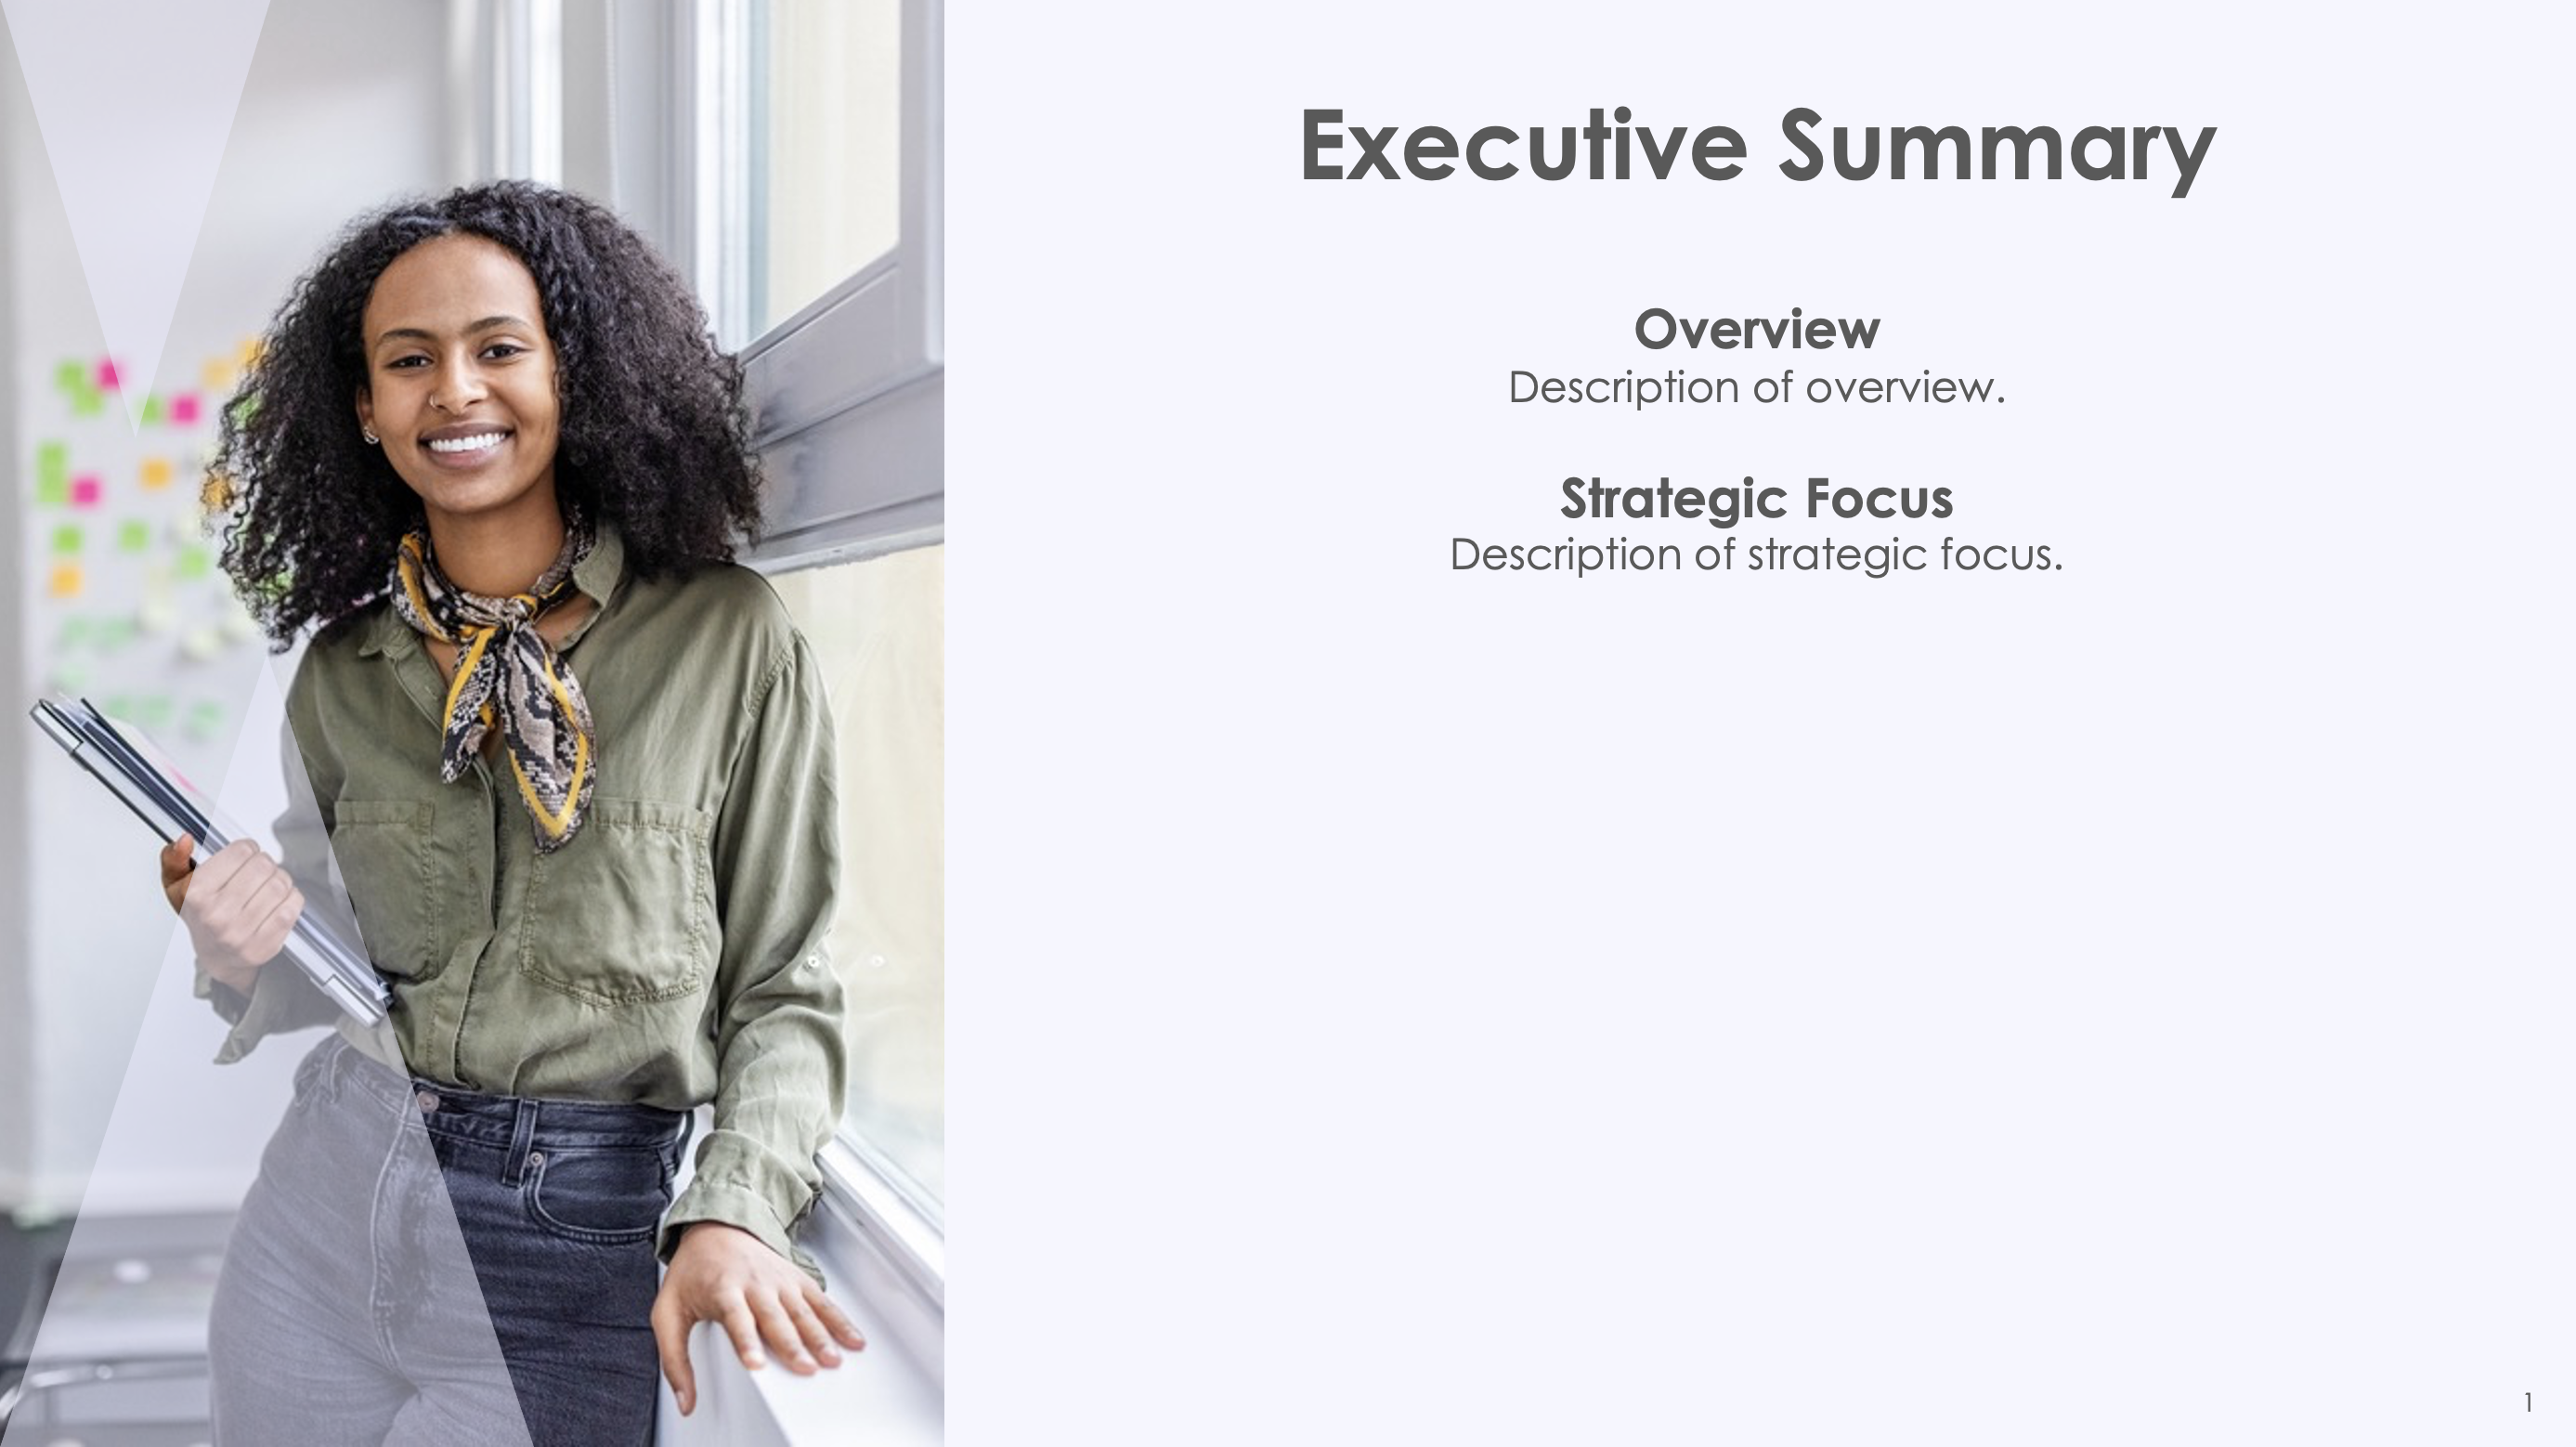 Executive Summary
Overview
Description of overview.
Strategic Focus
Description of strategic focus.
1